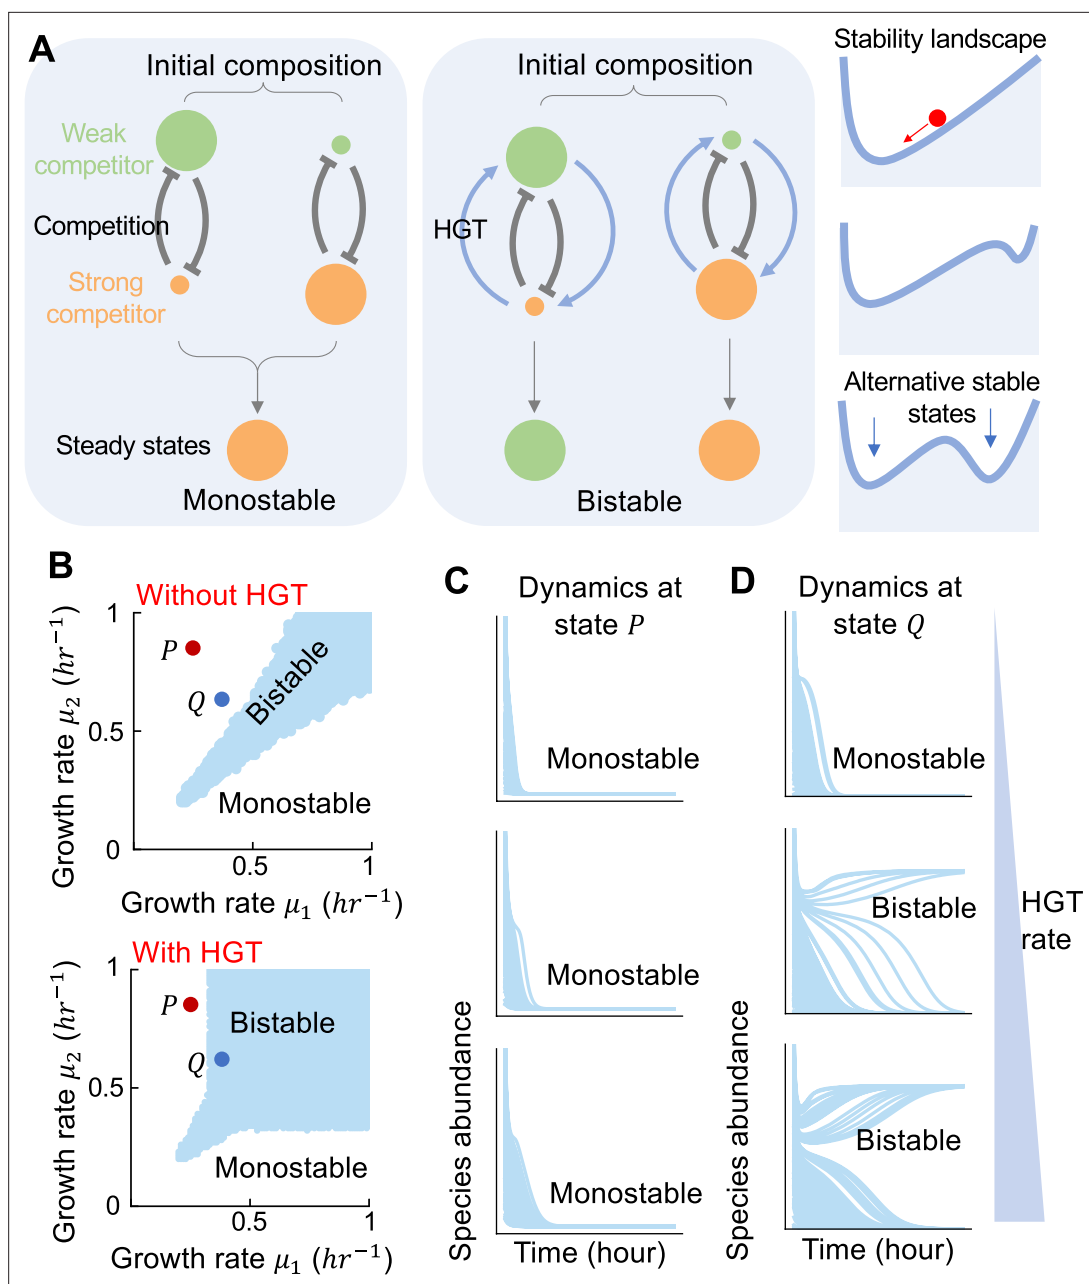 A
Initial composition
Weak
competitor
Competition
Strong
competitor
Steady states
Monostable
Initial composition
HGT
Bistable
Stability landscape
Alternative stable
states
B
Without HGT
Growth rate μ₂ (hr⁻¹)
1
0.5
0
P
Q
Bistable
Monostable
0.5
1
Growth rate μ₁ (hr⁻¹)
With HGT
Growth rate μ₂ (hr⁻¹)
1
0.5
0
P
Q
Bistable
Monostable
0.5
1
Growth rate μ₁ (hr⁻¹)
C
Dynamics at
state P
Monostable
Monostable
Monostable
Species abundance
Time (hour)
D
Dynamics at
state Q
Monostable
Bistable
Bistable
Species abundance
Time (hour)
HGT
rate